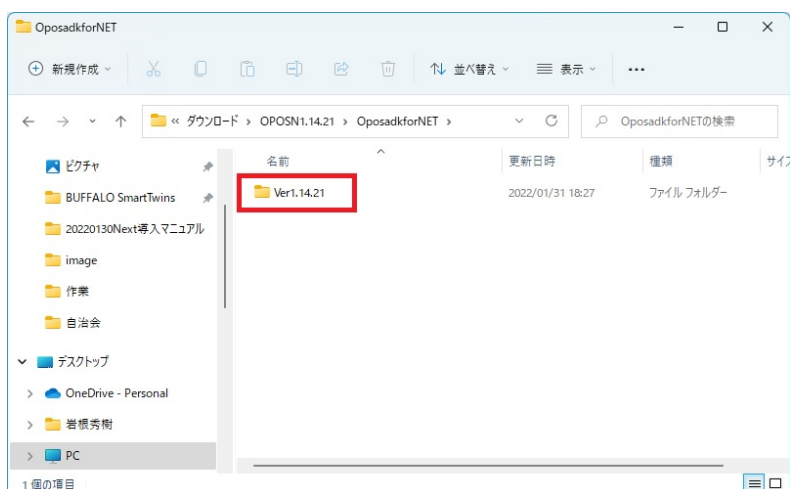 OposadkforNET
新規作成
並べ替え
表示
« ダウンロード > OPOSN1.14.21 > OposadkforNET >
OposadkforNETの検索
名前
更新日時
種類
サイズ
ピクチャ
BUFFALO SmartTwins
20220130Next導入マニュアル
image
作業
自治会
デスクトップ
OneDrive - Personal
岩根秀樹
PC
Ver1.14.21
2022/01/31 18:27
ファイル フォルダー
1 個の項目